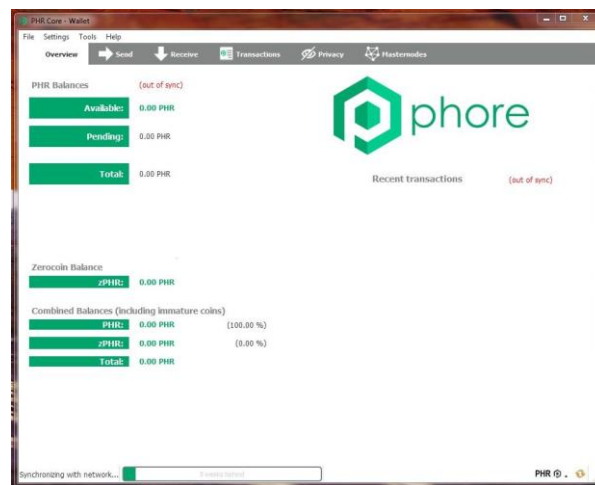 PHR Core - Wallet
File Settings Tools Help
Overview Send Receive Transactions Privacy Masternodes
PHR Balances (out of sync)
Available: 0.00 PHR
Pending: 0.00 PHR
Total: 0.00 PHR
phore
Recent transactions (out of sync)
Zerocoin Balance
zPHR: 0.00 PHR
Combined Balances (including immature coins)
PHR: 0.00 PHR (100.00 %)
zPHR: 0.00 PHR (0.00 %)
Total: 0.00 PHR
Synchronizing with network...
PHR